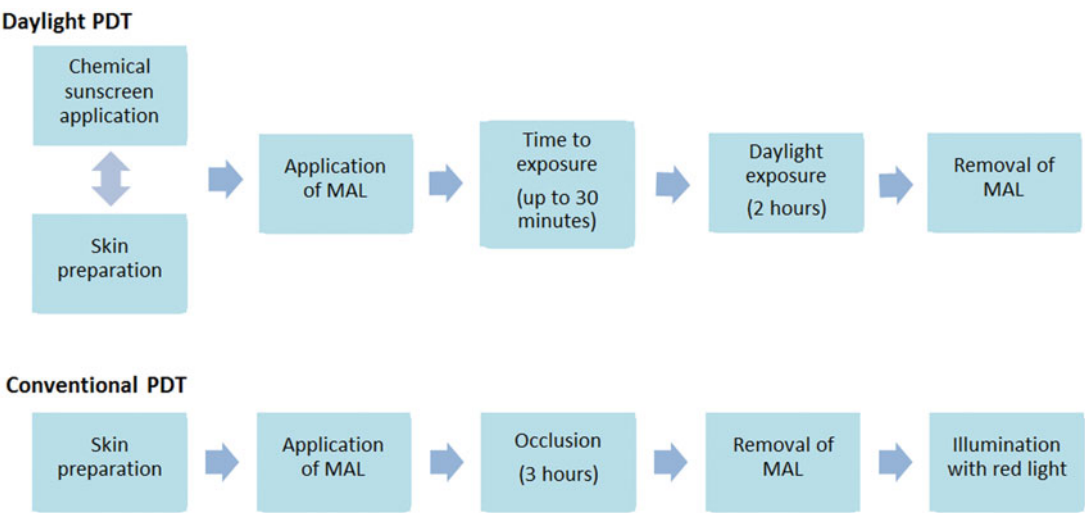 Daylight PDT
Chemical
sunscreen
application
Skin
preparation
Application
of MAL
Time to
exposure
(up to 30
minutes)
Daylight
exposure
(2 hours)
Removal of
MAL
Conventional PDT
Skin
preparation
Application
of MAL
Occlusion
(3 hours)
Removal of
MAL
Illumination
with red light